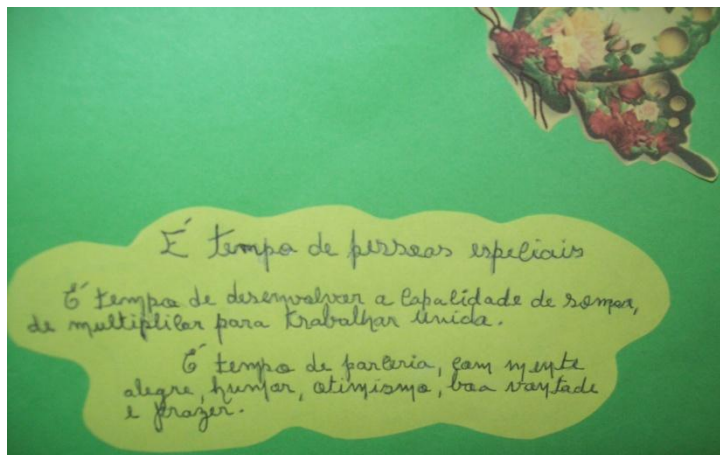 É tempo de pessoas especiais
É tempo de desenvolver a capacidade de somar,
de multiplicar para trabalhar unida.
É tempo de parceria, com mente
alegre, humor, otimismo, boa vontade
e prazer.